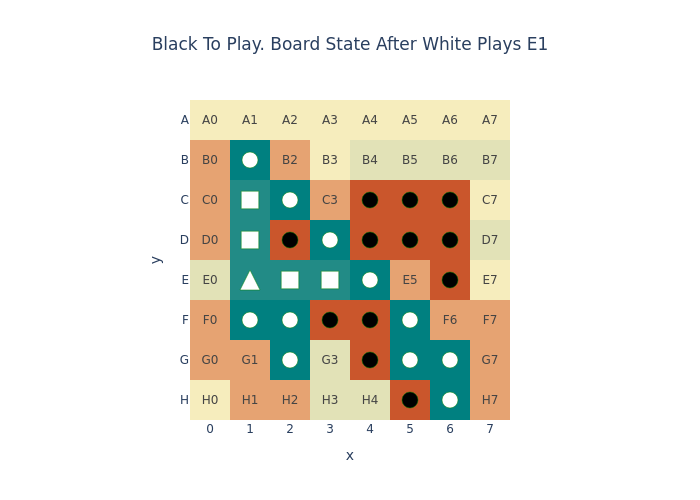 Black To Play. Board State After White Plays E1
A A0 A1 A2 A3 A4 A5 A6 A7
B B0 B2 B3 B4 B5 B6 B7
C C0 C3 C7
D D0 D7
y
E E0 E5 E7
F F0 F6 F7
G G0 G1 G3 G7
H H0 H1 H2 H3 H4 H7
0 1 2 3 4 5 6 7
x